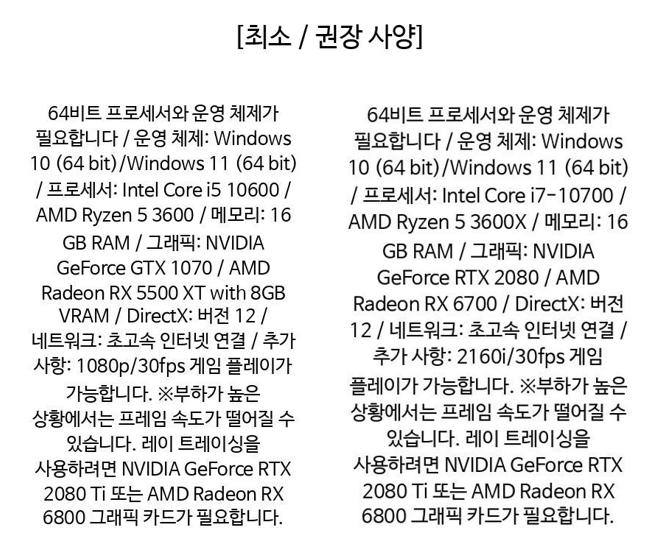 [최소 / 권장 사양]
64비트 프로세서와 운영 체제가
필요합니다 / 운영 체제: Windows
10 (64 bit)/Windows 11 (64 bit)
/ 프로세서: Intel Core i5 10600 /
AMD Ryzen 5 3600 / 메모리: 16
GB RAM / 그래픽: NVIDIA
GeForce GTX 1070 / AMD
Radeon RX 5500 XT with 8GB
VRAM / DirectX: 버전 12 /
네트워크: 초고속 인터넷 연결 / 추가
사항: 1080p/30fps 게임 플레이가
가능합니다. ※부하가 높은
상황에서는 프레임 속도가 떨어질 수
있습니다. 레이 트레이싱을
사용하려면 NVIDIA GeForce RTX
2080 Ti 또는 AMD Radeon RX
6800 그래픽 카드가 필요합니다.
64비트 프로세서와 운영 체제가
필요합니다 / 운영 체제: Windows
10 (64 bit)/Windows 11 (64 bit)
/ 프로세서: Intel Core i7-10700 /
AMD Ryzen 5 3600X / 메모리: 16
GB RAM / 그래픽: NVIDIA
GeForce RTX 2080 / AMD
Radeon RX 6700 / DirectX: 버전
12 / 네트워크: 초고속 인터넷 연결 /
추가 사항: 2160i/30fps 게임
플레이가 가능합니다. ※부하가 높은
상황에서는 프레임 속도가 떨어질 수
있습니다. 레이 트레이싱을
사용하려면 NVIDIA GeForce RTX
2080 Ti 또는 AMD Radeon RX
6800 그래픽 카드가 필요합니다.